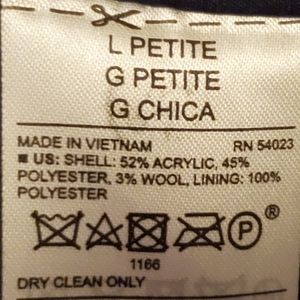 L PETITE
G PETITE
G CHICA
MADE IN VIETNAM RN 54023
■ US: SHELL: 52% ACRYLIC, 45%
POLYESTER, 3% WOOL, LINING: 100%
POLYESTER
P ®
1166
DRY CLEAN ONLY